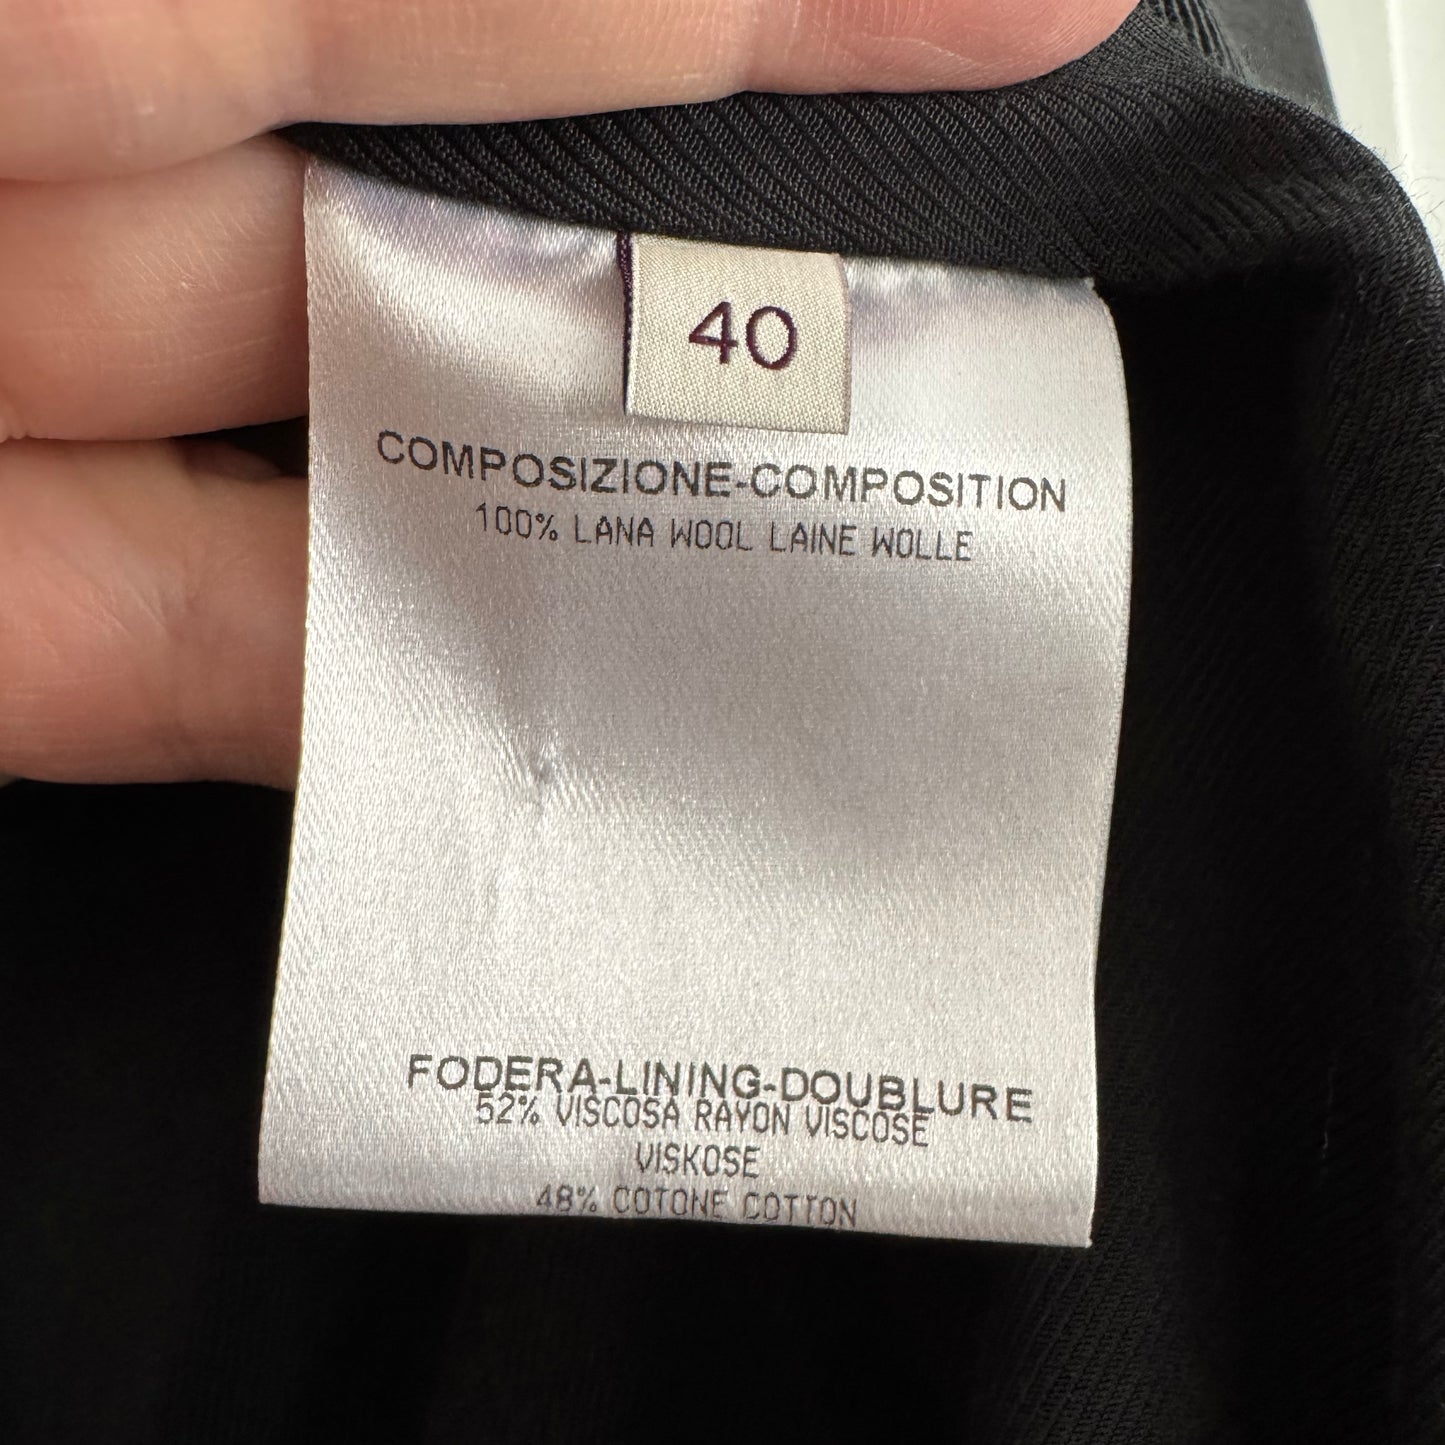 40
COMPOSIZIONE-COMPOSITION
100% LANA WOOL LAINE WOLLE
FODERA-LINING-DOUBLURE
52% VISCOSA RAYON VISCOSE
VISKOSE
48% COTONE COTTON